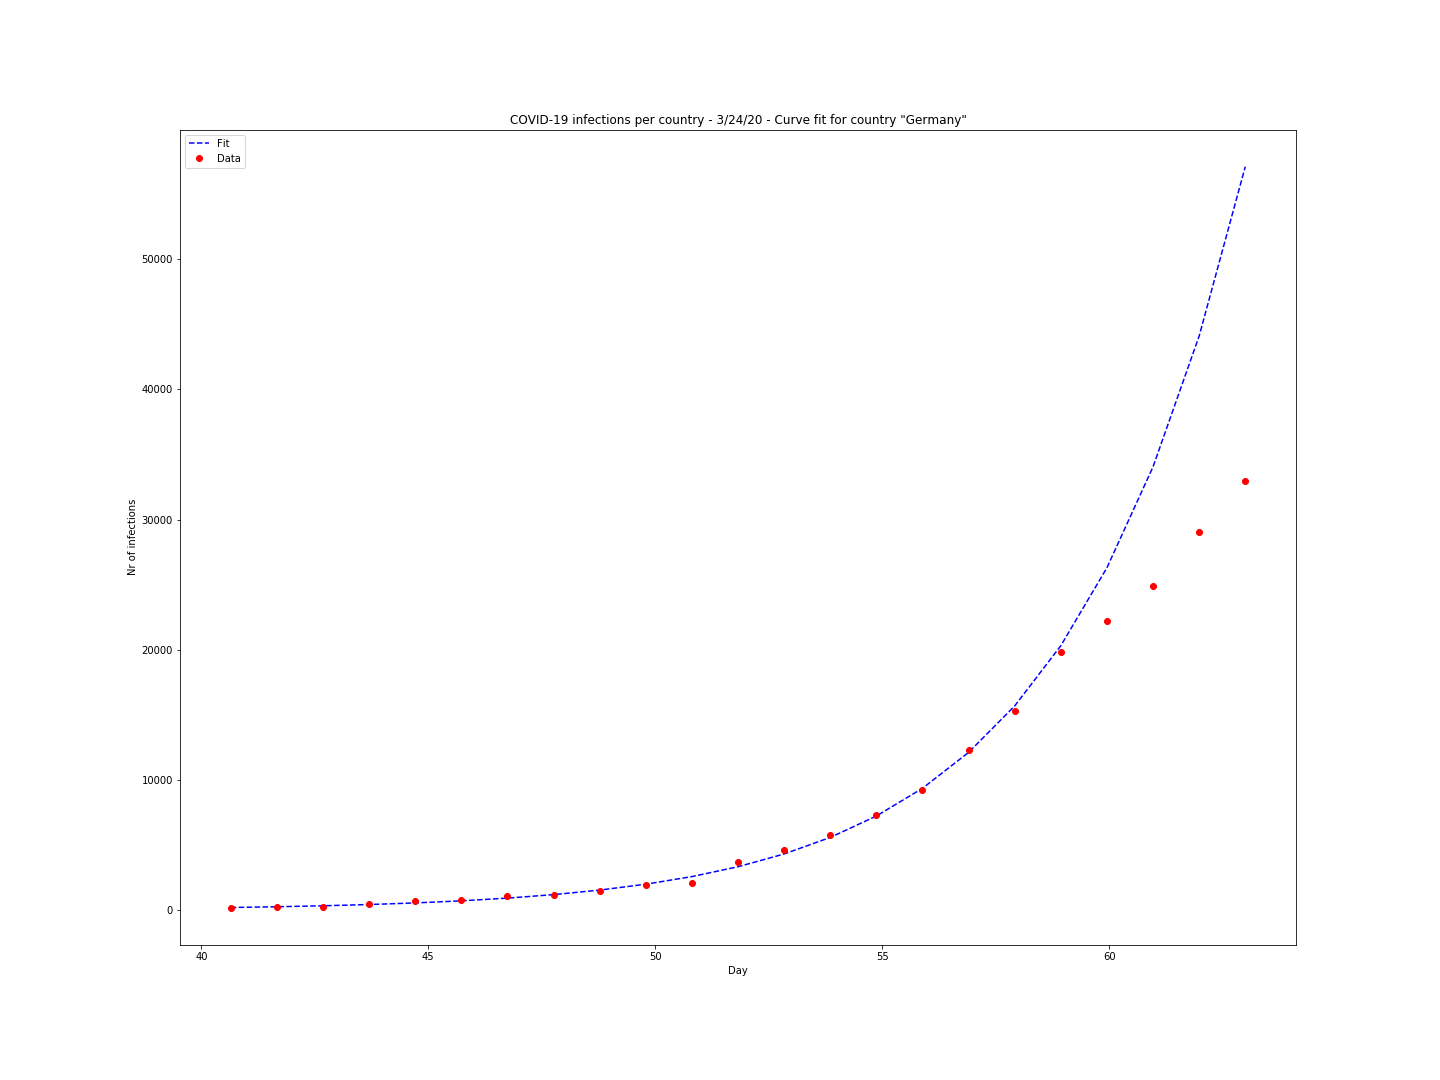 COVID-19 infections per country - 3/24/20 - Curve fit for country "Germany"
Fit
Data
50000
40000
30000
20000
10000
0
Nr of infections
40 45 50 55 60
Day